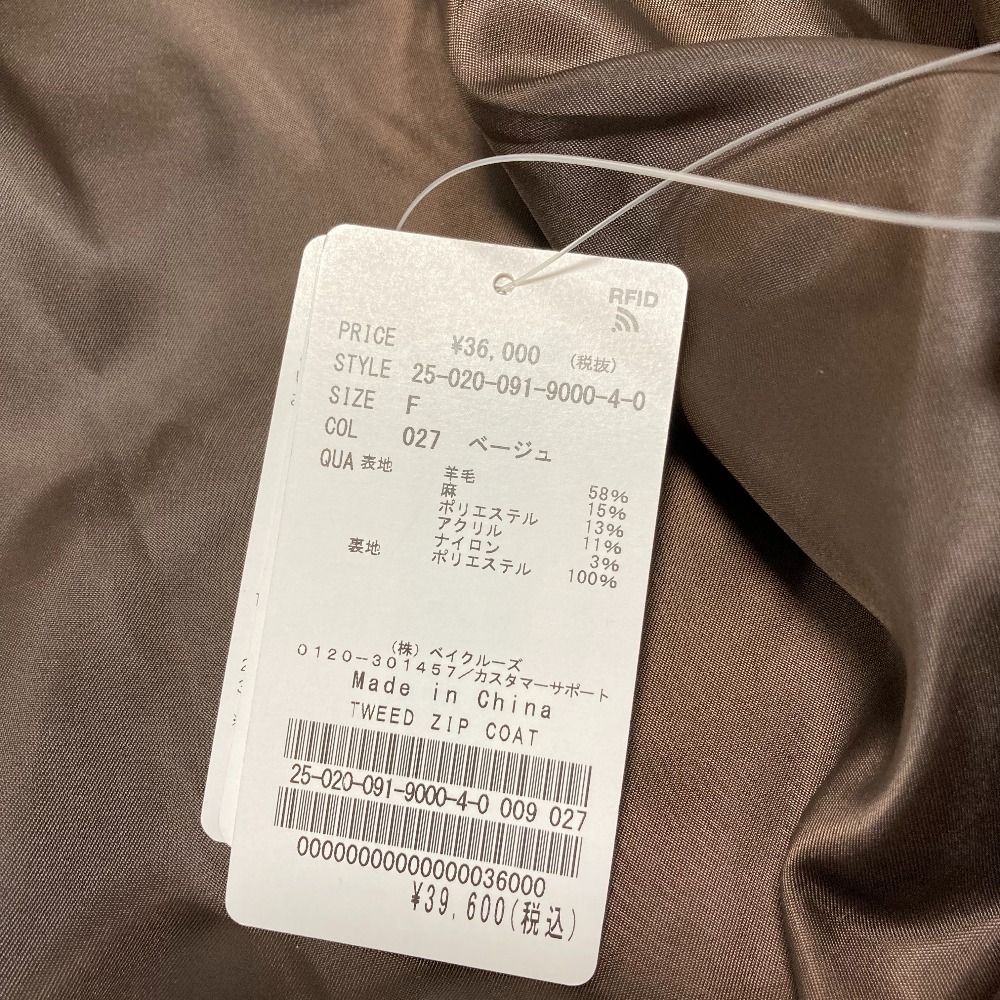 RFID
PRICE ¥36,000 (税抜)
STYLE 25-020-091-9000-4-0
SIZE F
COL 027 ベージュ
QUA 表地 羊毛 58%
麻 15%
ポリエステル 13%
アクリル 11%
ナイロン 3%
裏地 ポリエステル 100%
(株) ベイクルーズ
0120-301457/カスタマーサポート
Made in China
TWEED ZIP COAT
25-020-091-9000-4-0 009 027
00000000000000036000
¥39,600(税込)